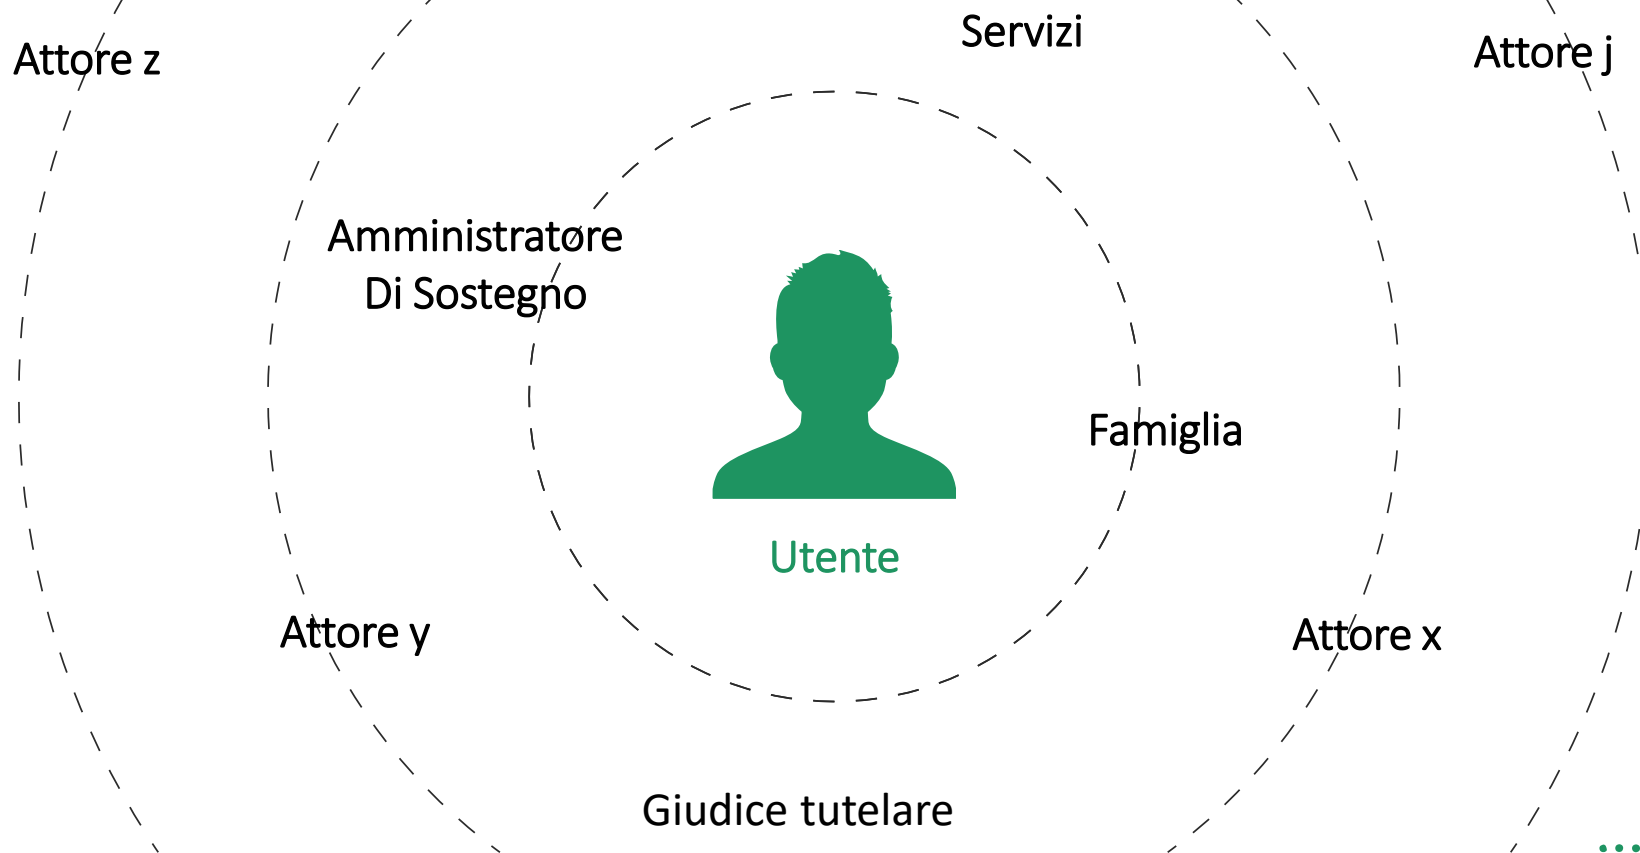 Servizi
Attore z
Attore j
Amministratore
Di Sostegno
Famiglia
Utente
Attore y
Attore x
Giudice tutelare
...